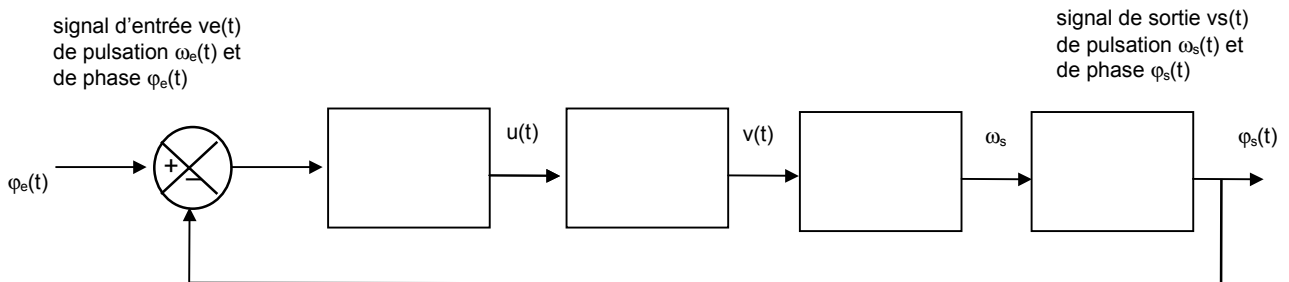 signal d'entrée ve(t)
de pulsation ωe(t) et
de phase φe(t)
signal de sortie vs(t)
de pulsation ωs(t) et
de phase φs(t)
φe(t)
+
–
u(t)
v(t)
ωs
φs(t)